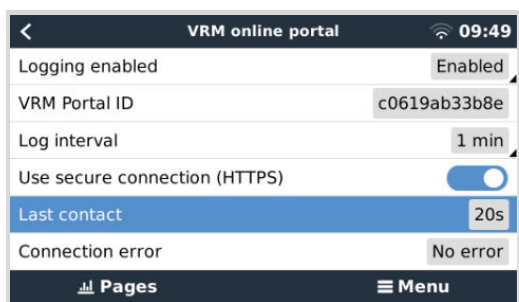 VRM online portal 09:49
Logging enabled Enabled
VRM Portal ID c0619ab33b8e
Log interval 1 min
Use secure connection (HTTPS)
Last contact 20s
Connection error No error
Pages Menu